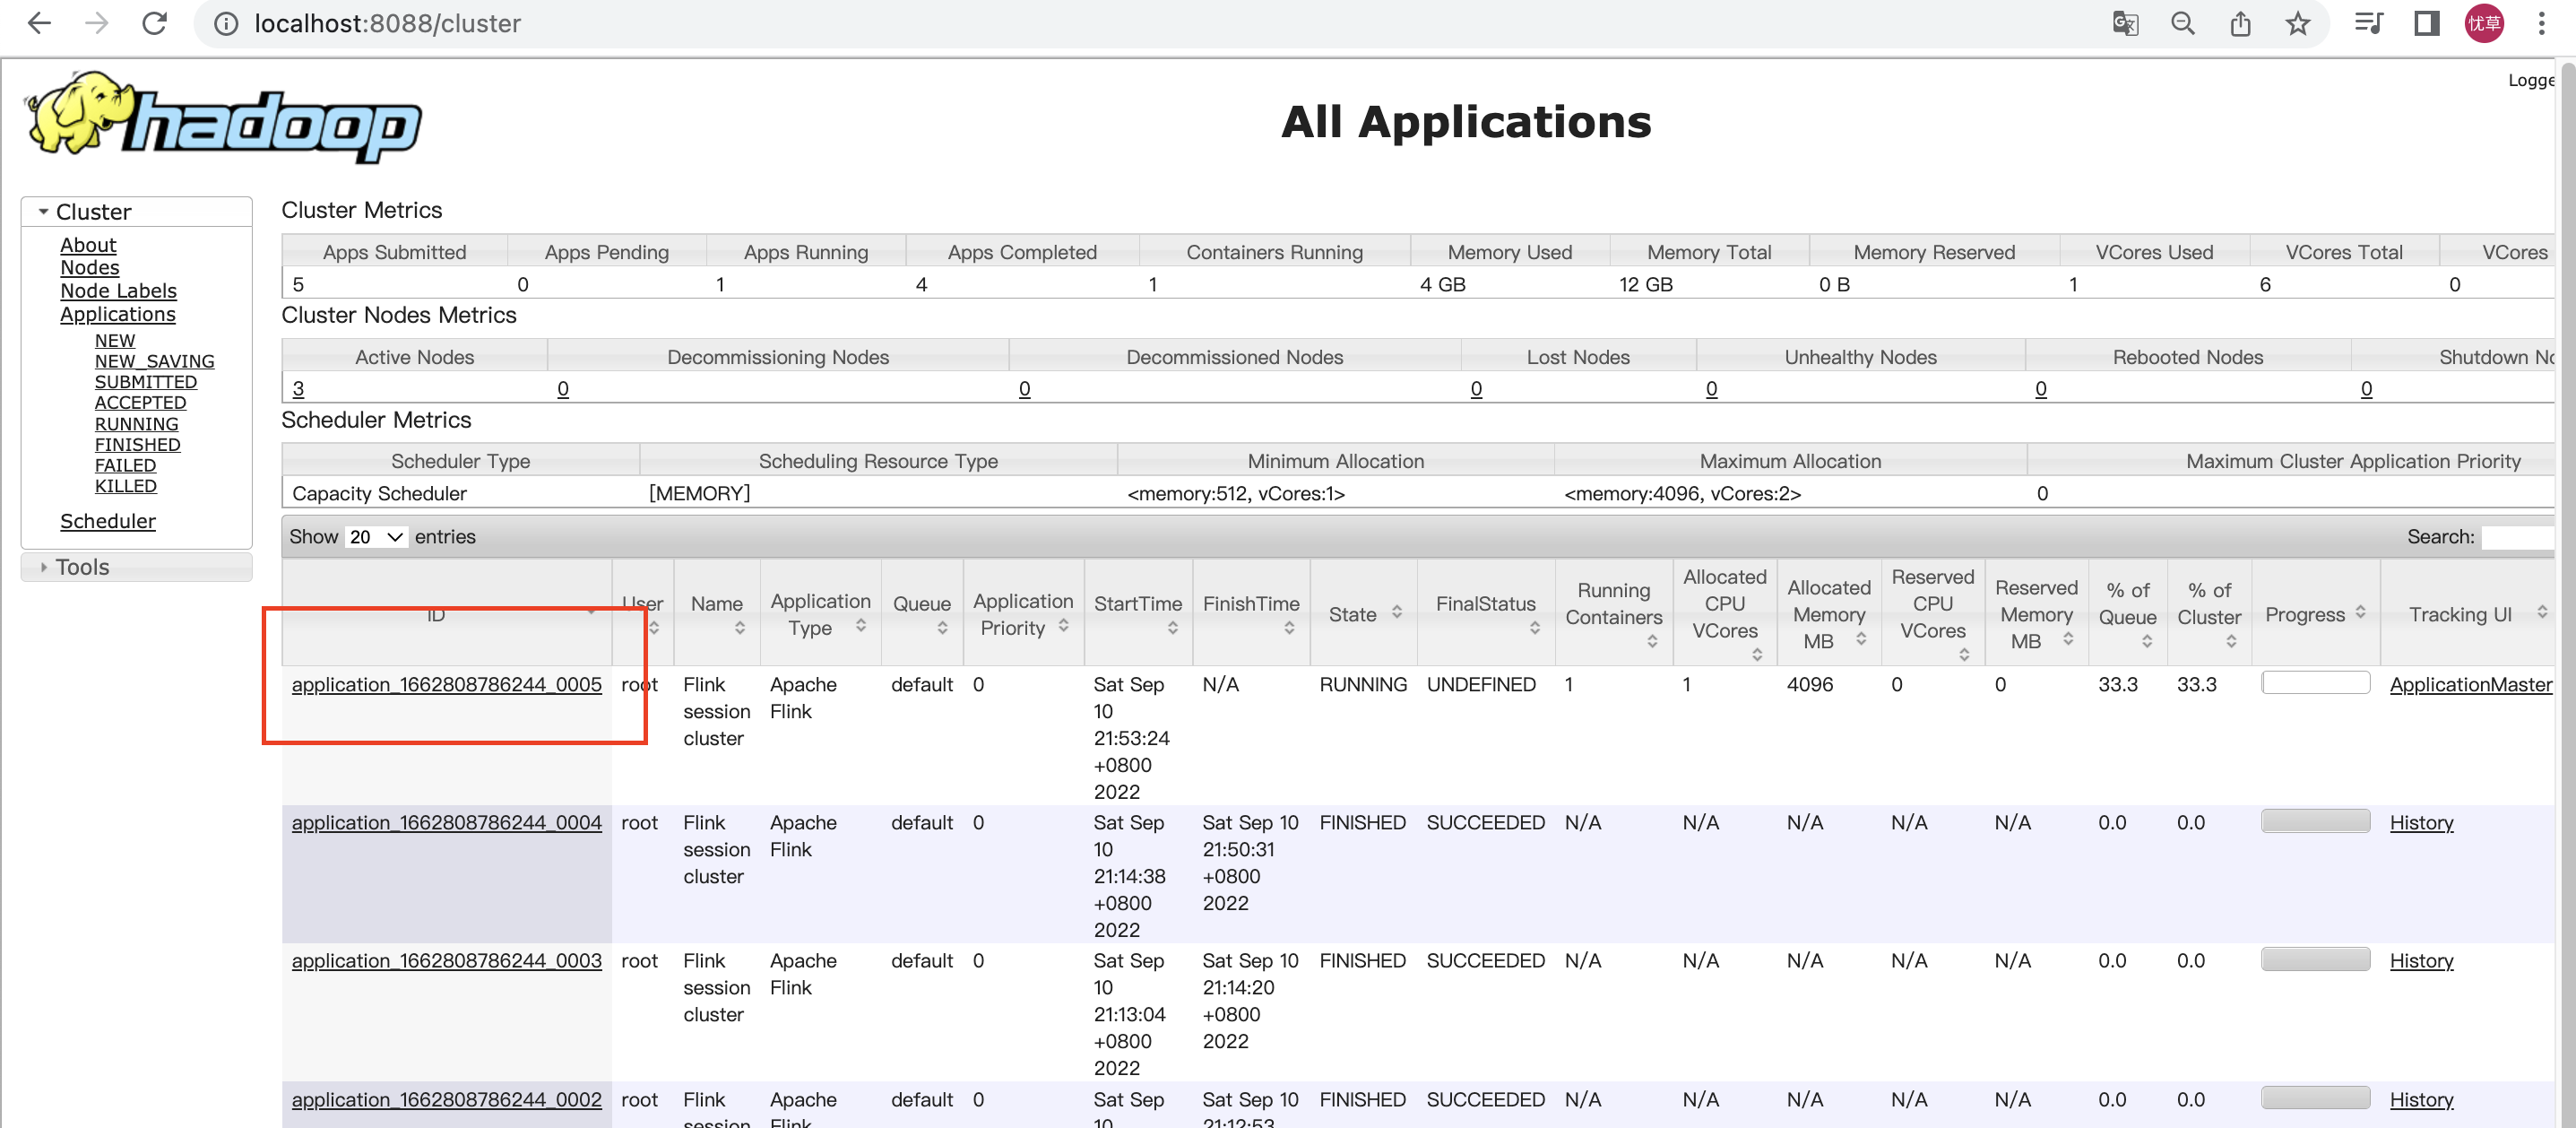 localhost:8088/cluster
忧草
Logge
hadoop
All Applications
Cluster
About
Nodes
Node Labels
Applications
NEW
NEW_SAVING
SUBMITTED
ACCEPTED
RUNNING
FINISHED
FAILED
KILLED
Scheduler
Tools
Cluster Metrics
Apps Submitted Apps Pending Apps Running Apps Completed Containers Running Memory Used Memory Total Memory Reserved VCores Used VCores Total VCores
5 0 1 4 1 4 GB 12 GB 0 B 1 6 0
Cluster Nodes Metrics
Active Nodes Decommissioning Nodes Decommissioned Nodes Lost Nodes Unhealthy Nodes Rebooted Nodes Shutdown No
3 0 0 0 0 0 0
Scheduler Metrics
Scheduler Type Scheduling Resource Type Minimum Allocation Maximum Allocation Maximum Cluster Application Priority
Capacity Scheduler [MEMORY] <memory:512, vCores:1> <memory:4096, vCores:2> 0
Show 20 entries Search:
ID User Name Application Type Queue Application Priority StartTime FinishTime State FinalStatus Running Containers Allocated CPU VCores Allocated Memory MB Reserved CPU VCores Reserved Memory MB % of Queue % of Cluster Progress Tracking UI
application_1662808786244_0005 root Flink session cluster Apache Flink default 0 Sat Sep 10 21:53:24 +0800 2022 N/A RUNNING UNDEFINED 1 1 4096 0 0 33.3 33.3 ApplicationMaster
application_1662808786244_0004 root Flink session cluster Apache Flink default 0 Sat Sep 10 21:14:38 +0800 2022 Sat Sep 10 21:50:31 +0800 2022 FINISHED SUCCEEDED N/A N/A N/A N/A N/A 0.0 0.0 History
application_1662808786244_0003 root Flink session cluster Apache Flink default 0 Sat Sep 10 21:13:04 +0800 2022 Sat Sep 10 21:14:20 +0800 2022 FINISHED SUCCEEDED N/A N/A N/A N/A N/A 0.0 0.0 History
application_1662808786244_0002 root Flink session Apache Flink default 0 Sat Sep 10 Sat Sep 10 21:12:53 FINISHED SUCCEEDED N/A N/A N/A N/A N/A 0.0 0.0 History